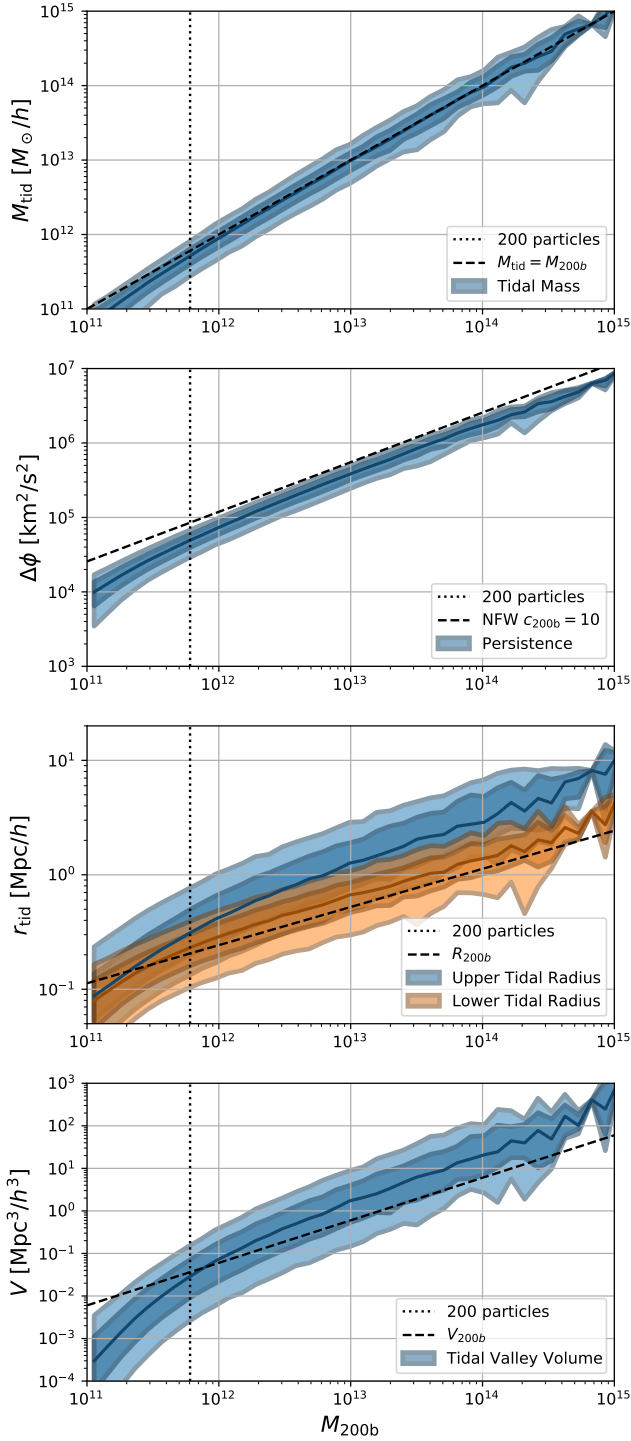 10^15
10^14
10^13
10^12
10^11
M_tid [M_⊙/h]
200 particles
M_tid = M_200b
Tidal Mass
10^11 10^12 10^13 10^14 10^15
10^7
10^6
10^5
10^4
10^3
Δϕ [km^2/s^2]
200 particles
NFW c_200b = 10
Persistence
10^11 10^12 10^13 10^14 10^15
10^1
10^0
10^−1
r_tid [Mpc/h]
200 particles
R_200b
Upper Tidal Radius
Lower Tidal Radius
10^11 10^12 10^13 10^14 10^15
10^3
10^2
10^1
10^0
10^−1
10^−2
10^−3
10^−4
V [Mpc^3/h^3]
200 particles
V_200b
Tidal Valley Volume
10^11 10^12 10^13 10^14 10^15
M_200b